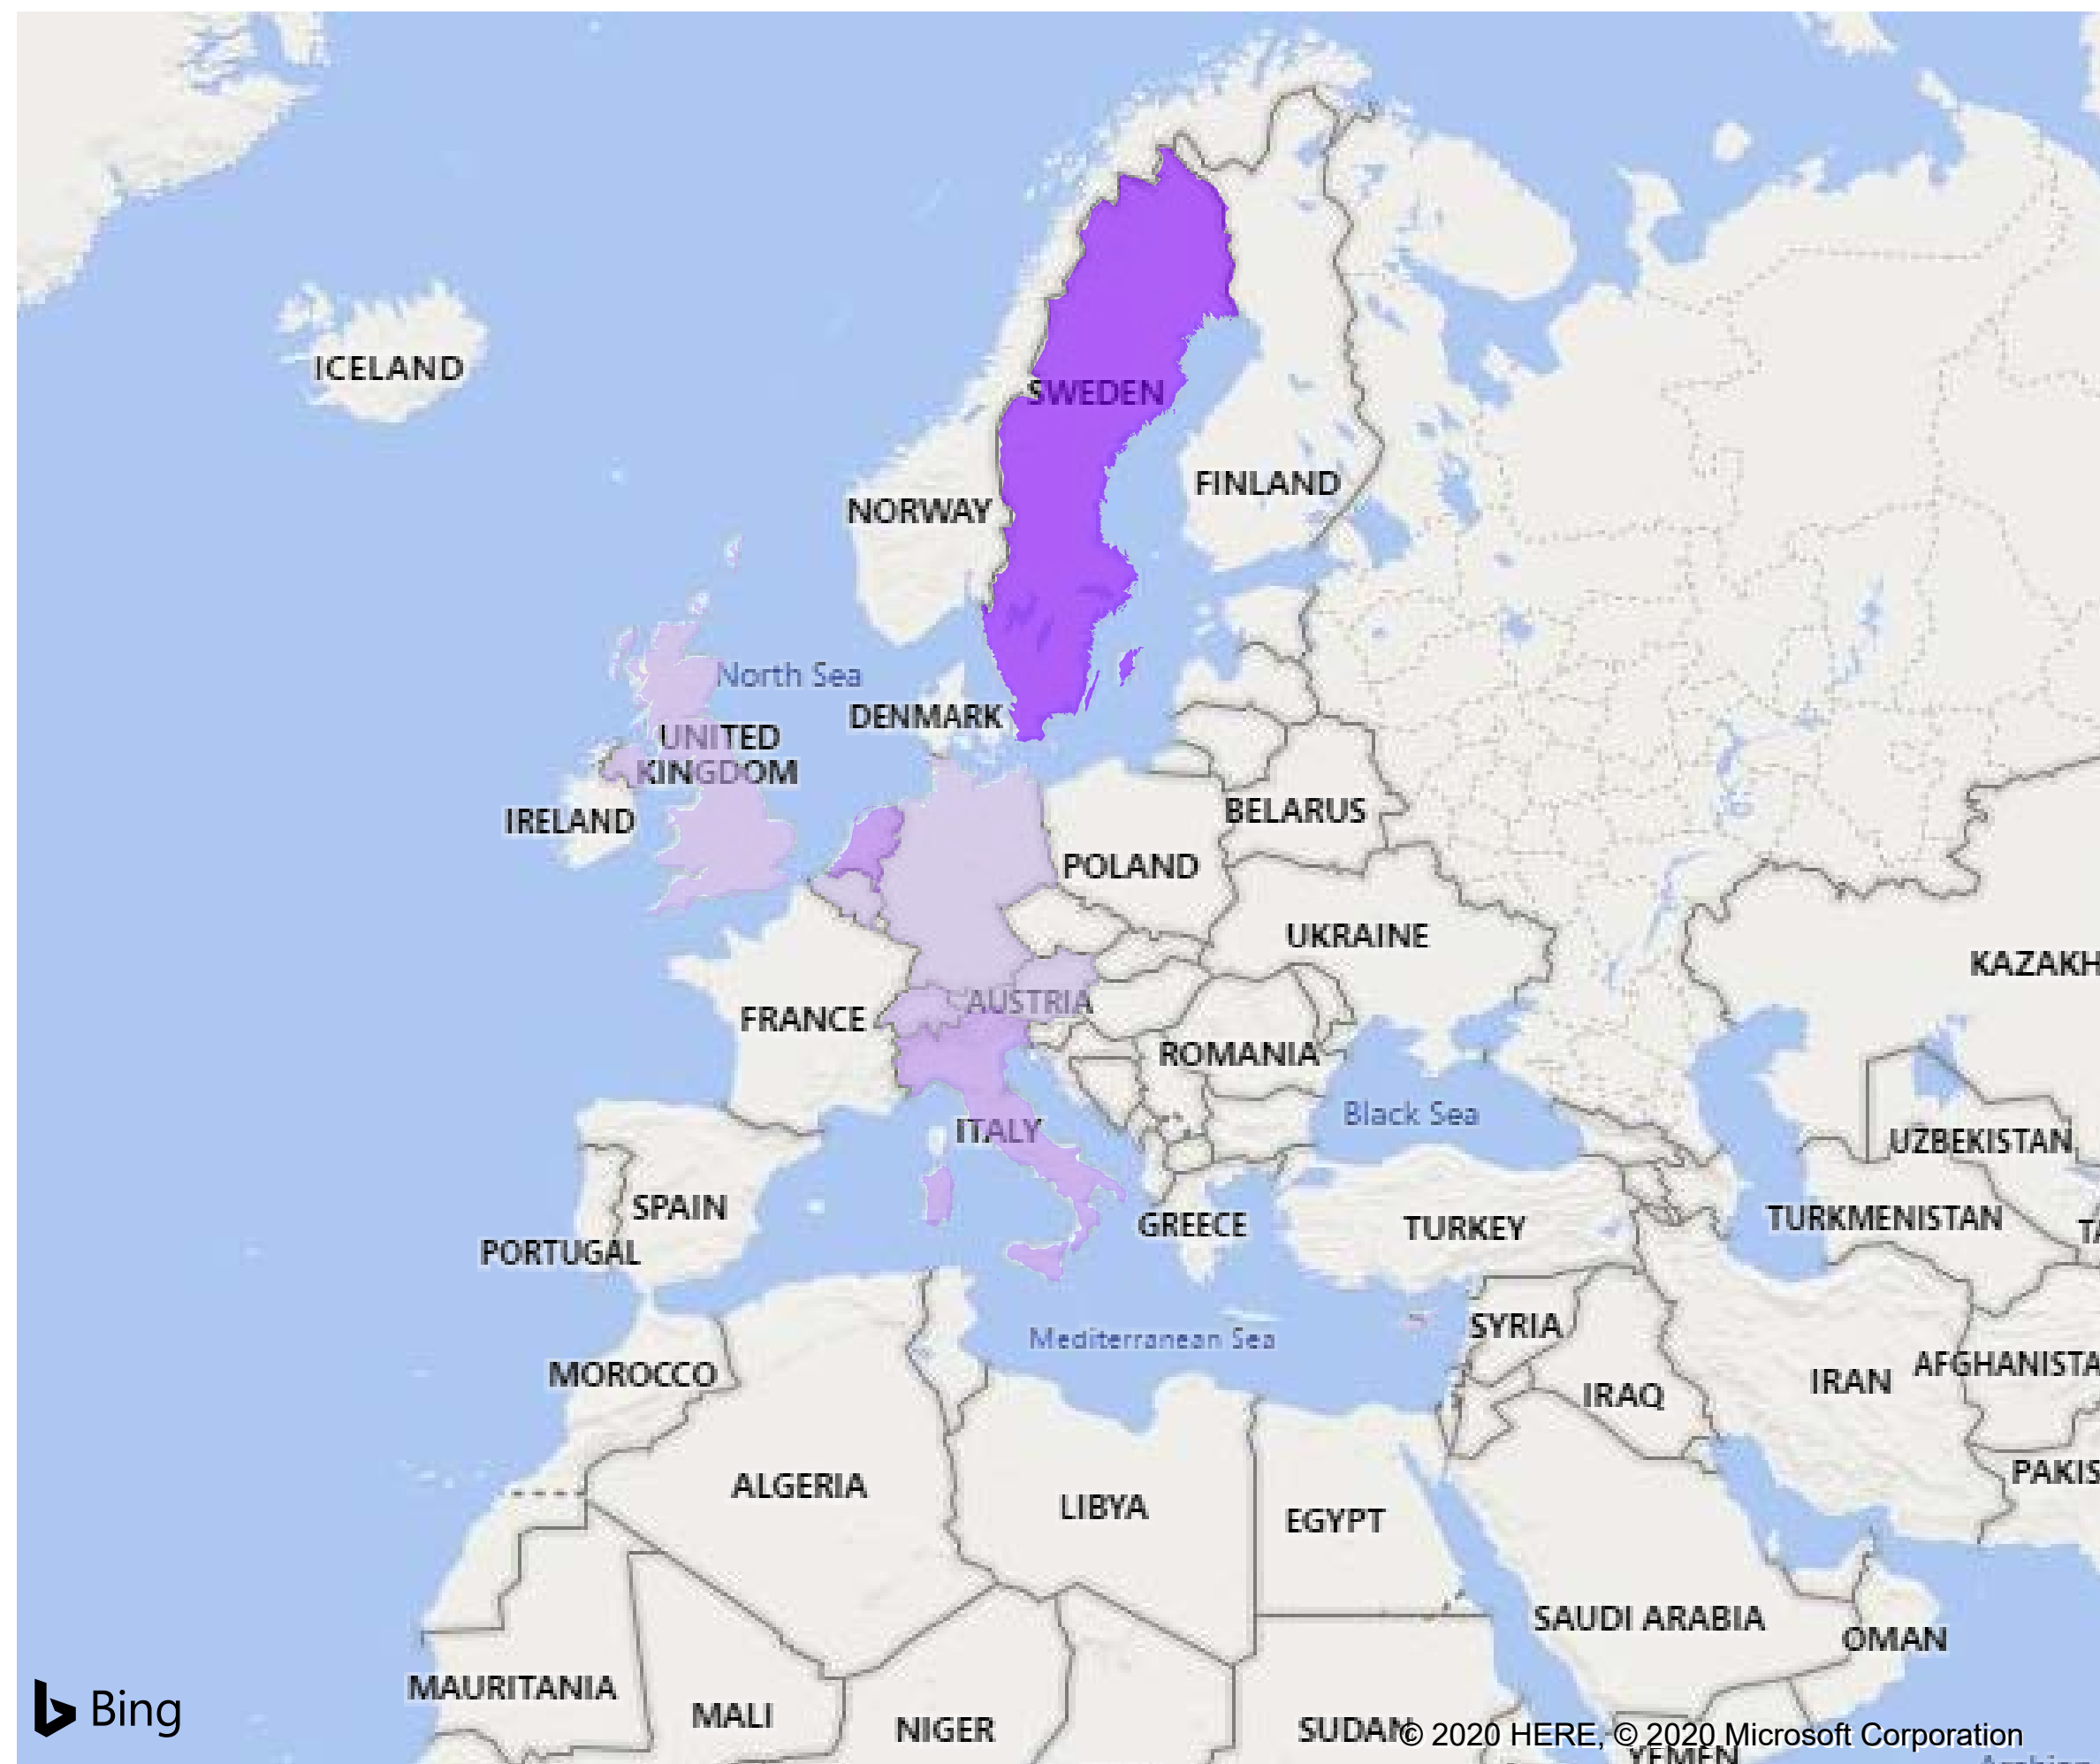 ICELAND
SWEDEN
FINLAND
NORWAY
North Sea
DENMARK
UNITED
KINGDOM
IRELAND
BELARUS
POLAND
UKRAINE
KAZAKH
FRANCE
AUSTRIA
ROMANIA
Black Sea
ITALY
UZBEKISTAN
SPAIN
GREECE
TURKEY
TURKMENISTAN
TA
PORTUGAL
Mediterranean Sea
SYRIA
MOROCCO
IRAQ
IRAN
AFGHANISTA
PAKIS
ALGERIA
LIBYA
EGYPT
SAUDI ARABIA
OMAN
MAURITANIA
MALI
NIGER
SUDAN
Bing
© 2020 HERE, © 2020 Microsoft Corporation
YEMEN